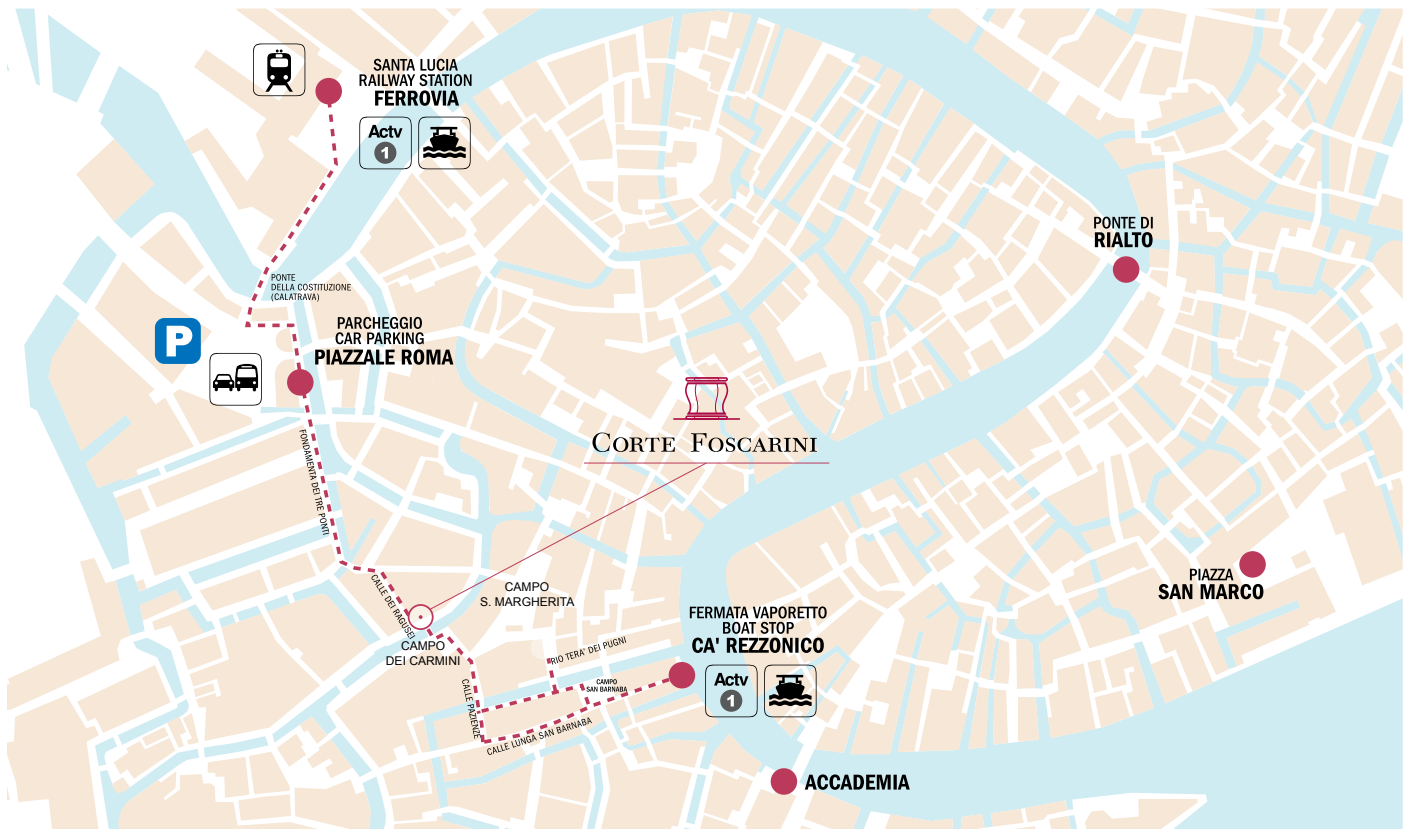 SANTA LUCIA
RAILWAY STATION
FERROVIA
Actv
1
PONTE DI
RIALTO
PONTE
DELLA COSTITUZIONE
(CALATRAVA)
P
PARCHEGGIO
CAR PARKING
PIAZZALE ROMA
FONDAMENTA DEI TRE PONTI
CORTE FOSCARINI
PIAZZA
SAN MARCO
CALLE DEI RAGUSEI
CAMPO
S. MARGHERITA
CAMPO
DEI CARMINI
FERMATA VAPORETTO
BOAT STOP
CA' REZZONICO
Actv
1
RIO TERA' DEI PUGNI
CAMPO
SAN BARNABA
CALLE PAZIENZE
CALLE LUNGA SAN BARNABA
ACCADEMIA